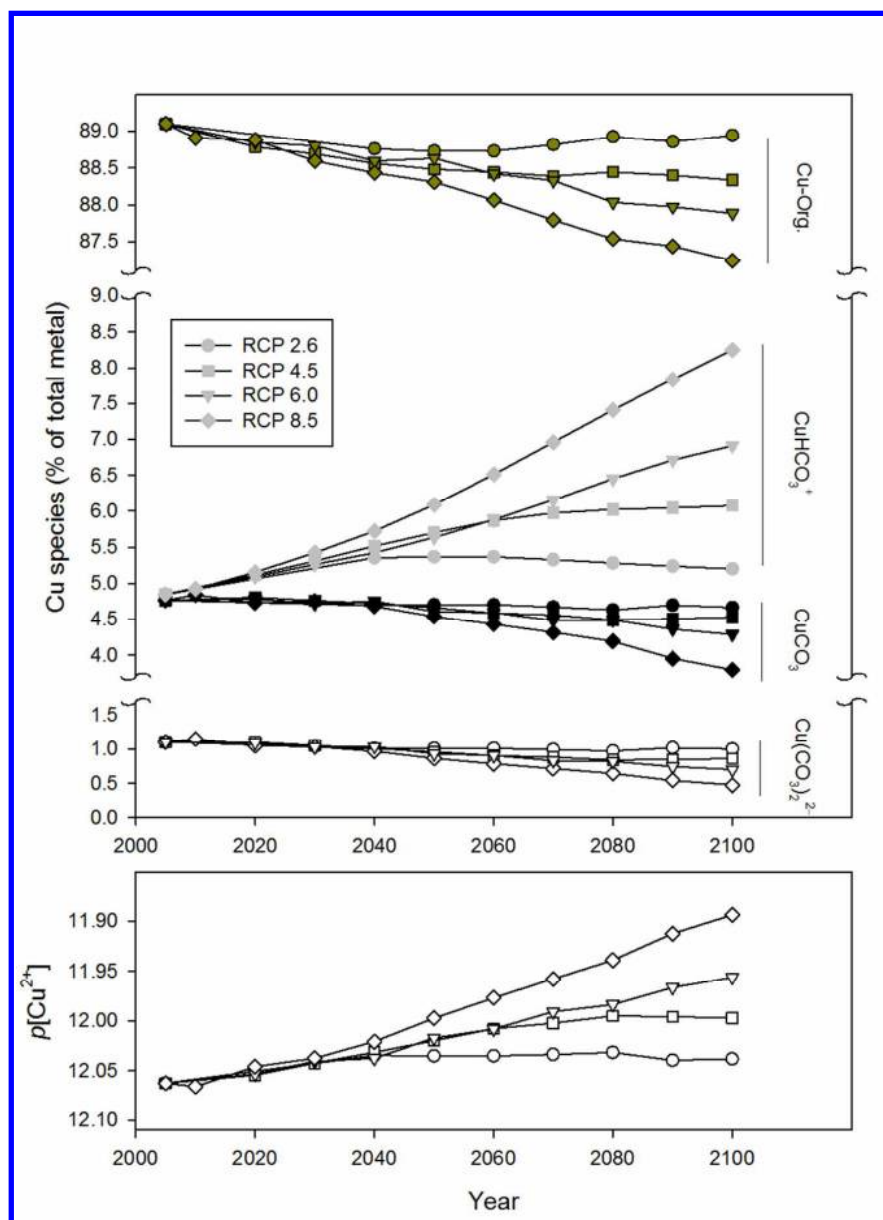 89.0
88.5
88.0
87.5
Cu-Org.
9.0
8.5
8.0
7.5
7.0
6.5
6.0
5.5
5.0
4.5
4.0
RCP 2.6
RCP 4.5
RCP 6.0
RCP 8.5
CuHCO₃⁺
CuCO₃
Cu species (% of total metal)
1.5
1.0
0.5
0.0
Cu(CO₃)₂²⁻
2000 2020 2040 2060 2080 2100
11.90
11.95
12.00
12.05
12.10
p[Cu²⁺]
2000 2020 2040 2060 2080 2100
Year